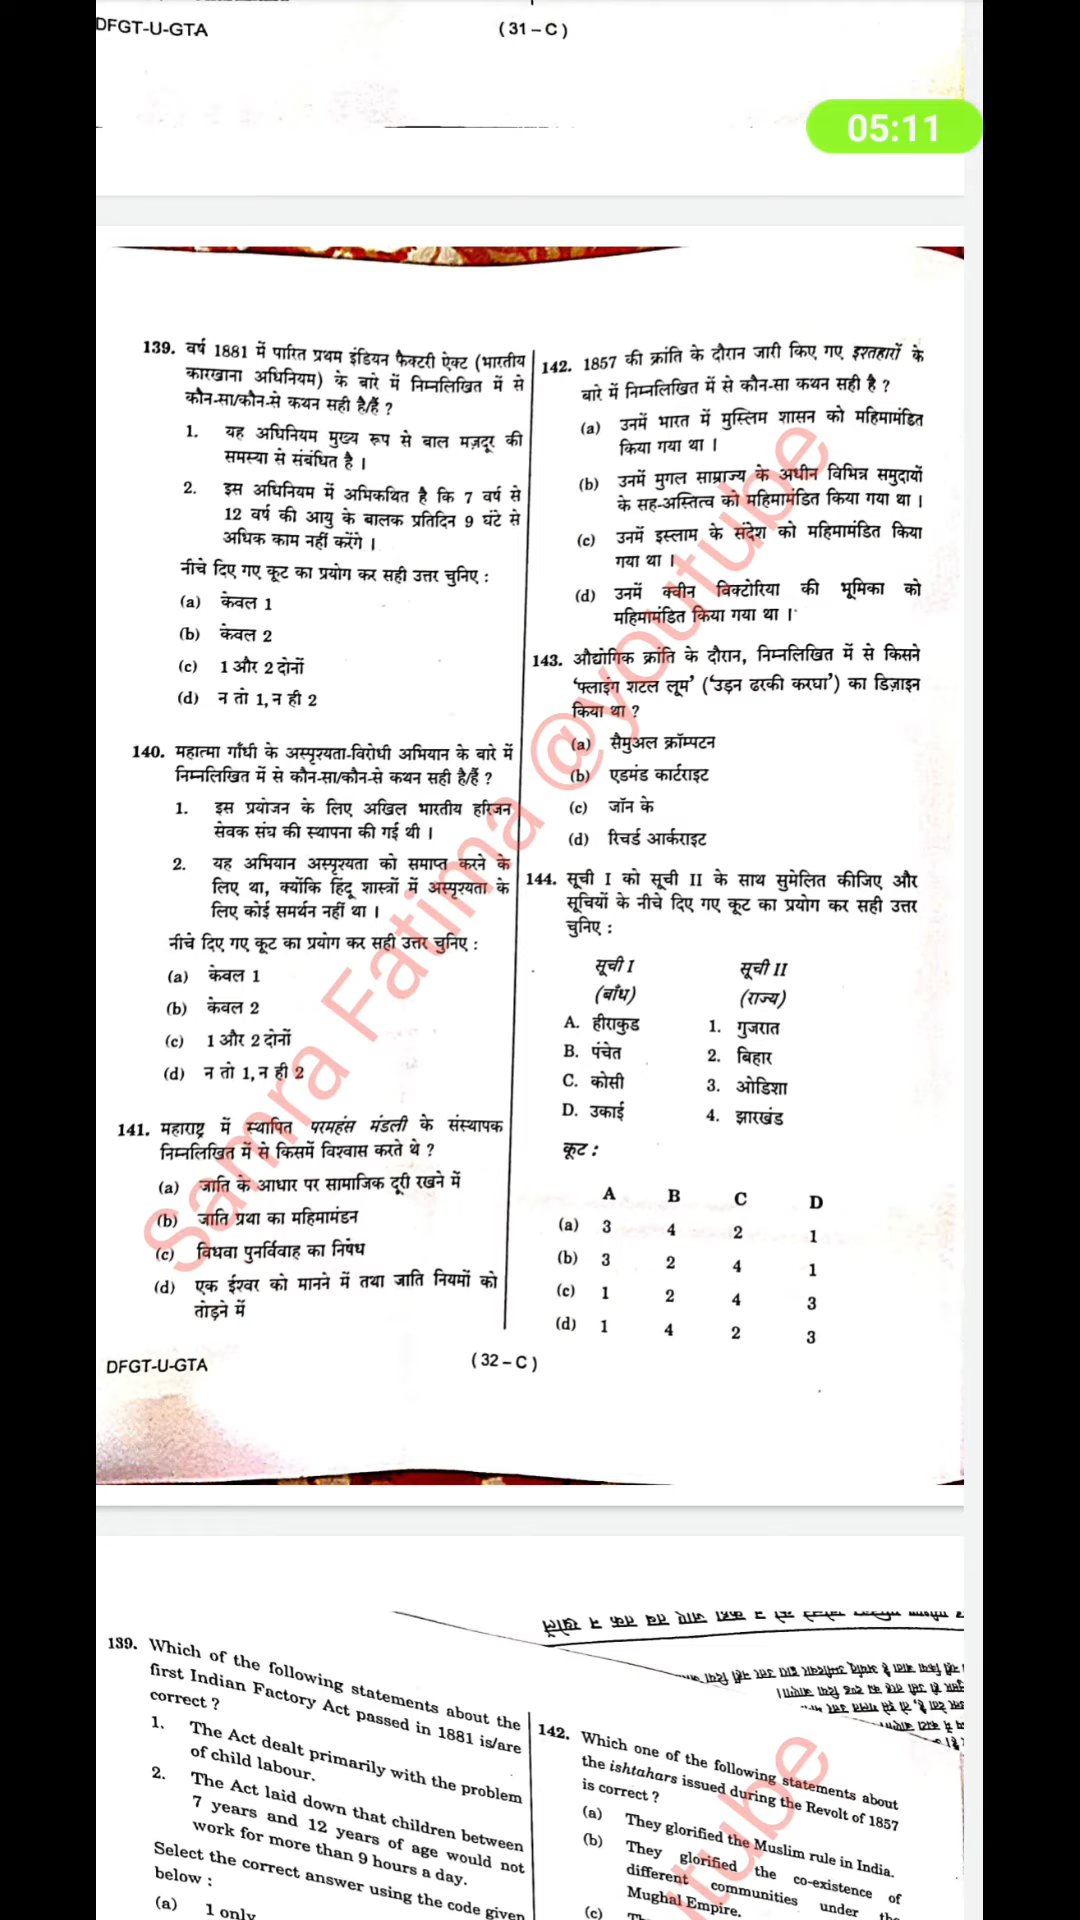 DFGT-U-GTA
( 31 – C )
05:11
139. वर्ष 1881 में पारित प्रथम इंडियन फैक्टरी ऐक्ट (भारतीय
कारखाना अधिनियम) के बारे में निम्नलिखित में से
कौन-सा/कौन-से कथन सही है/हैं ?
1. यह अधिनियम मुख्य रूप से बाल मज़दूर की
समस्या से संबंधित है ।
2. इस अधिनियम में अभिकथित है कि 7 वर्ष से
12 वर्ष की आयु के बालक प्रतिदिन 9 घंटे से
अधिक काम नहीं करेंगे ।
नीचे दिए गए कूट का प्रयोग कर सही उत्तर चुनिए :
(a) केवल 1
(b) केवल 2
(c) 1 और 2 दोनों
(d) न तो 1, न ही 2
140. महात्मा गाँधी के अस्पृश्यता-विरोधी अभियान के बारे में
निम्नलिखित में से कौन-सा/कौन-से कथन सही है/हैं ?
1. इस प्रयोजन के लिए अखिल भारतीय हरिजन
सेवक संघ की स्थापना की गई थी ।
2. यह अभियान अस्पृश्यता को समाप्त करने के
लिए था, क्योंकि हिंदू शास्त्रों में अस्पृश्यता के
लिए कोई समर्थन नहीं था ।
नीचे दिए गए कूट का प्रयोग कर सही उत्तर चुनिए :
(a) केवल 1
(b) केवल 2
(c) 1 और 2 दोनों
(d) न तो 1, न ही 2
141. महाराष्ट्र में स्थापित परमहंस मंडली के संस्थापक
निम्नलिखित में से किसमें विश्वास करते थे ?
(a) जाति के आधार पर सामाजिक दूरी रखने में
(b) जाति प्रथा का महिमामंडन
(c) विधवा पुनर्विवाह का निषेध
(d) एक ईश्वर को मानने में तथा जाति नियमों को
तोड़ने में
142. 1857 की क्रांति के दौरान जारी किए गए इश्तहारों के
बारे में निम्नलिखित में से कौन-सा कथन सही है ?
(a) उनमें भारत में मुस्लिम शासन को महिमामंडित
किया गया था ।
(b) उनमें मुगल साम्राज्य के अधीन विभिन्न समुदायों
के सह-अस्तित्व को महिमामंडित किया गया था ।
(c) उनमें इस्लाम के संदेश को महिमामंडित किया
गया था ।
(d) उनमें क्वीन विक्टोरिया की भूमिका को
महिमामंडित किया गया था ।
143. औद्योगिक क्रांति के दौरान, निम्नलिखित में से किसने
'फ्लाइंग शटल लूम' ('उड़न ढरकी करघा') का डिज़ाइन
किया था ?
(a) सैमुअल क्रॉम्पटन
(b) एडमंड कार्टराइट
(c) जॉन के
(d) रिचर्ड आर्कराइट
144. सूची I को सूची II के साथ सुमेलित कीजिए और
सूचियों के नीचे दिए गए कूट का प्रयोग कर सही उत्तर
चुनिए :
सूची I सूची II
(बाँध) (राज्य)
A. हीराकुड 1. गुजरात
B. पंचेत 2. बिहार
C. कोसी 3. ओडिशा
D. उकाई 4. झारखंड
कूट :
A B C D
(a) 3 4 2 1
(b) 3 2 4 1
(c) 1 2 4 3
(d) 1 4 2 3
DFGT-U-GTA
( 32 – C )
Samra Fatima @youtube
139. Which of the following statements about the
first Indian Factory Act passed in 1881 is/are
correct ?
1. The Act dealt primarily with the problem
of child labour.
2. The Act laid down that children between
7 years and 12 years of age would not
work for more than 9 hours a day.
Select the correct answer using the code given
below :
(a) 1 only
142. Which one of the following statements about
the ishtahars issued during the Revolt of 1857
is correct ?
(a) They glorified the Muslim rule in India.
(b) They glorified the co-existence of
different communities under the
Mughal Empire.
(c)
utube